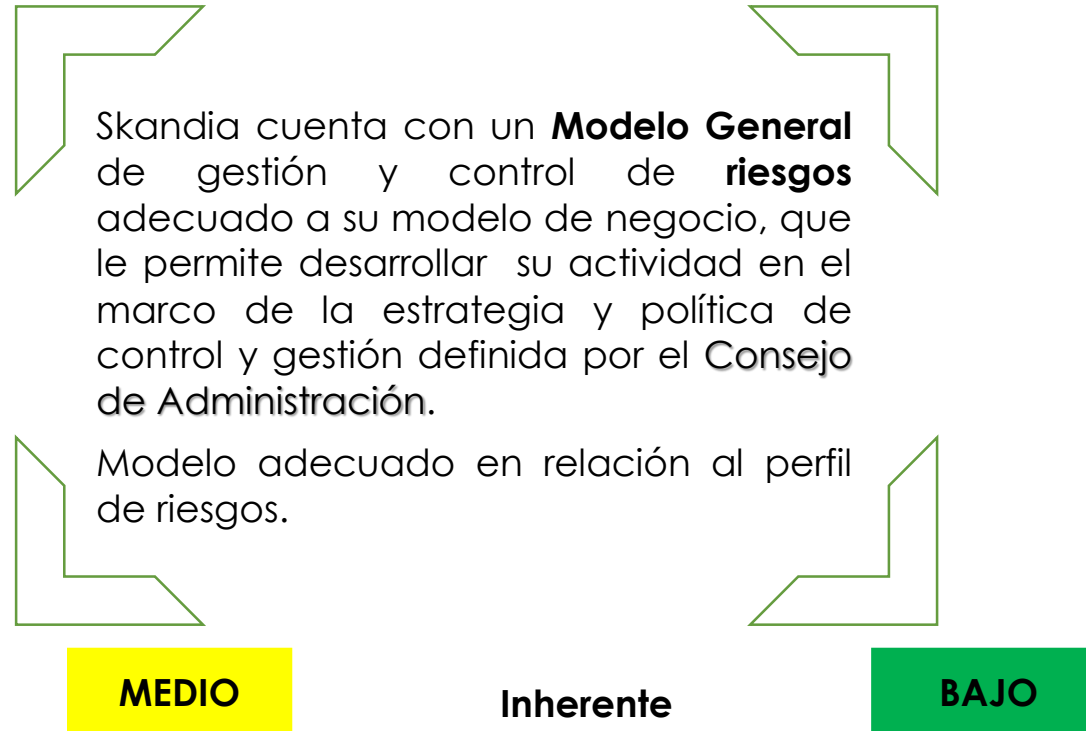 Skandia cuenta con un Modelo General
de gestión y control de riesgos
adecuado a su modelo de negocio, que
le permite desarrollar su actividad en el
marco de la estrategia y política de
control y gestión definida por el Consejo
de Administración.
Modelo adecuado en relación al perfil
de riesgos.
MEDIO
Inherente
BAJO